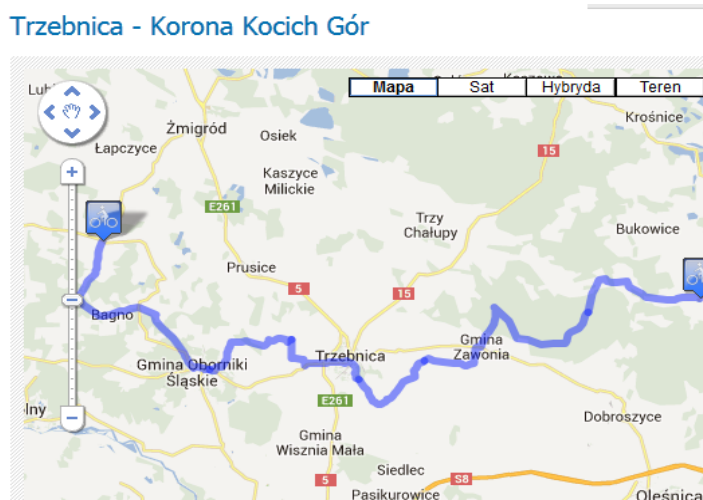 Trzebnica - Korona Kocich Gór
Mapa
Sat
Hybryda
Teren
Żmigród
Osiek
Krośnice
Łapczyce
15
Kaszyce
Milickie
E261
Trzy
Chałupy
Bukowice
Prusice
5
15
Bagno
Gmina
Zawonia
Trzebnica
Gmina Oborniki
Śląskie
E261
Dobroszyce
Gmina
Wisznia Mała
Siedlec
5
S8
Pasikurowice
Oleśnica